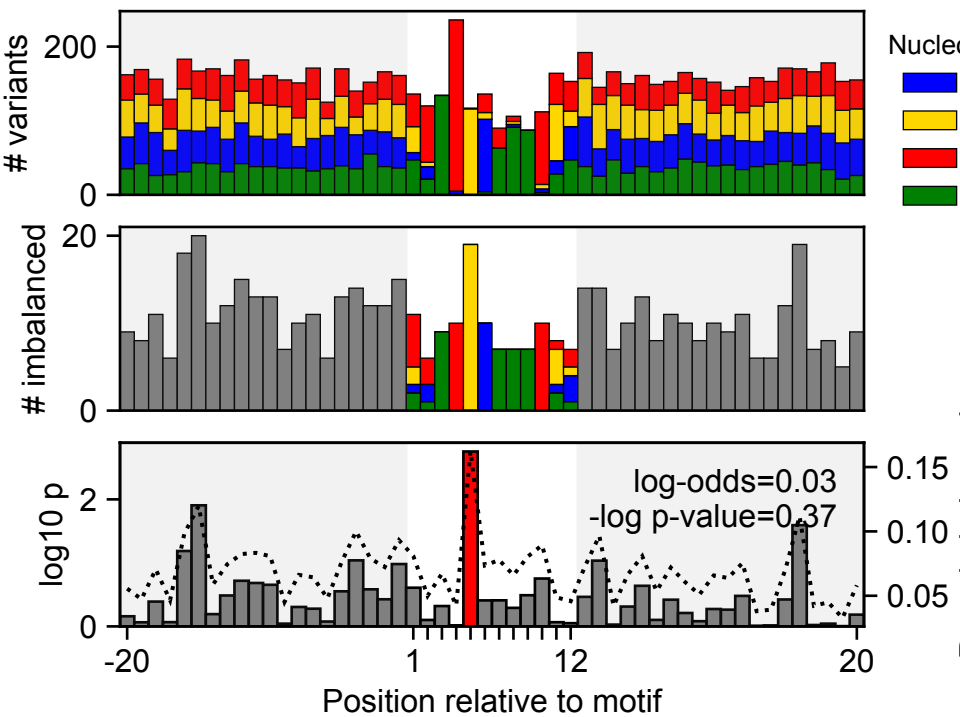 # variants
200
0
Nucleo
# imbalanced
20
0
log10 p
2
0
log-odds=0.03
-log p-value=0.37
0.15
0.10
0.05
-20
1
12
20
Position relative to motif